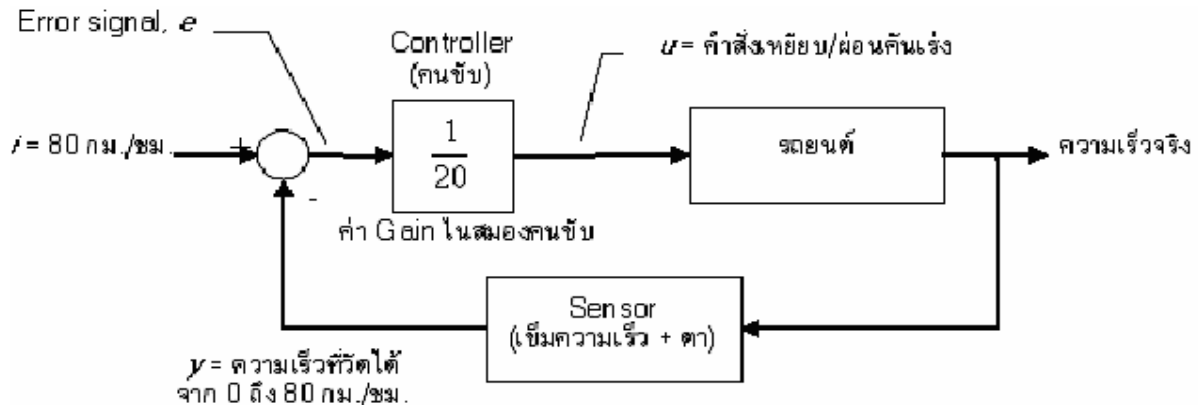 Error signal, e
Controller
(คนขับ)
u = คำสั่งเหยียบ/ผ่อนคันเร่ง
r = 80 กม./ชม.
+
1
20
รถยนต์
ความเร็วจริง
-
ค่า Gain ในสมองคนขับ
Sensor
(เข็มความเร็ว + ตา)
y = ความเร็วที่วัดได้
จาก 0 ถึง 80 กม./ชม.